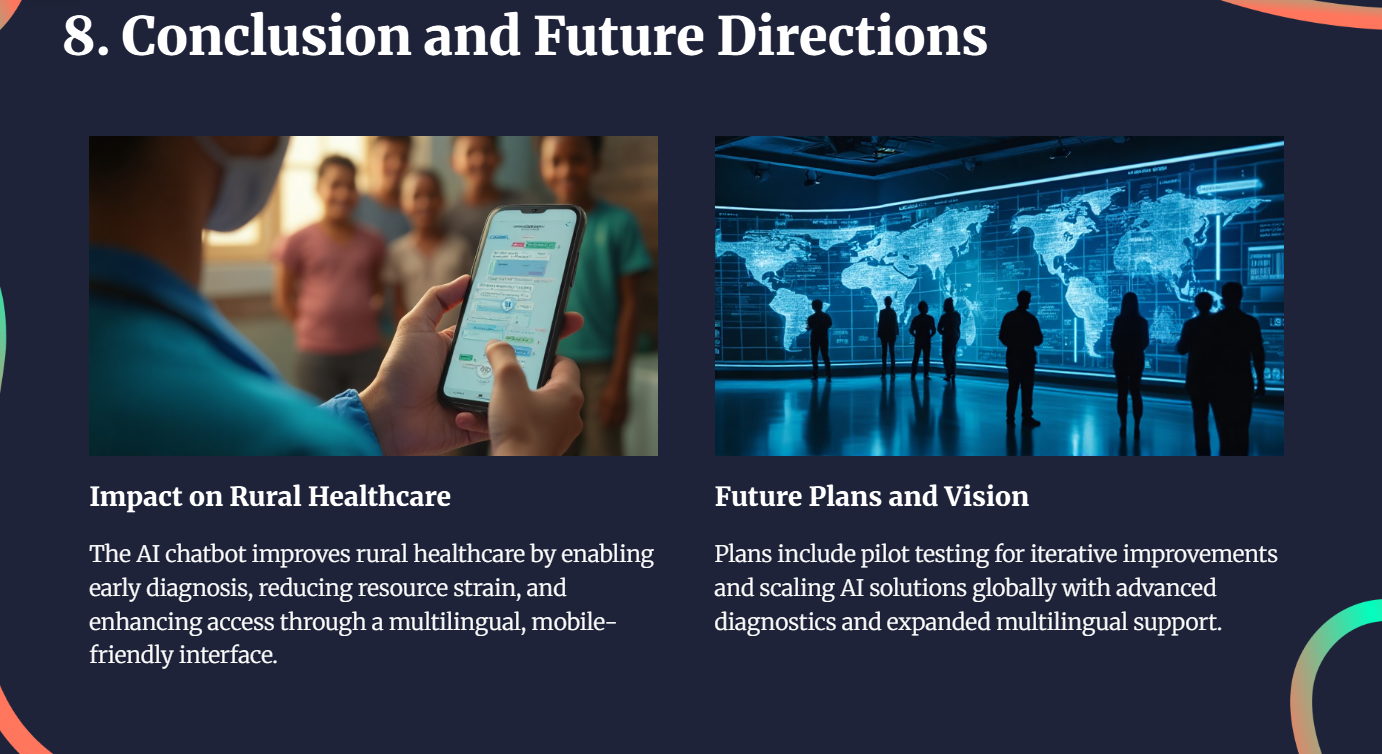 8. Conclusion and Future Directions
Impact on Rural Healthcare
The AI chatbot improves rural healthcare by enabling
early diagnosis, reducing resource strain, and
enhancing access through a multilingual, mobile-
friendly interface.
Future Plans and Vision
Plans include pilot testing for iterative improvements
and scaling AI solutions globally with advanced
diagnostics and expanded multilingual support.